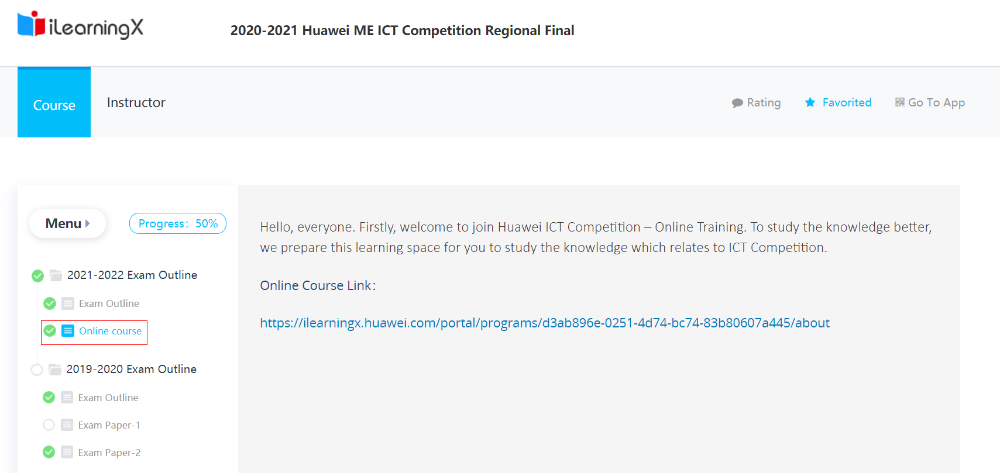 iLearningX
2020-2021 Huawei ME ICT Competition Regional Final
Course
Instructor
Rating
Favorited
Go To App
Menu
Progress: 50%
2021-2022 Exam Outline
Exam Outline
Online course
2019-2020 Exam Outline
Exam Outline
Exam Paper-1
Exam Paper-2
Hello, everyone. Firstly, welcome to join Huawei ICT Competition – Online Training. To study the knowledge better,
we prepare this learning space for you to study the knowledge which relates to ICT Competition.
Online Course Link:
https://ilearningx.huawei.com/portal/programs/d3ab896e-0251-4d74-bc74-83b80607a445/about